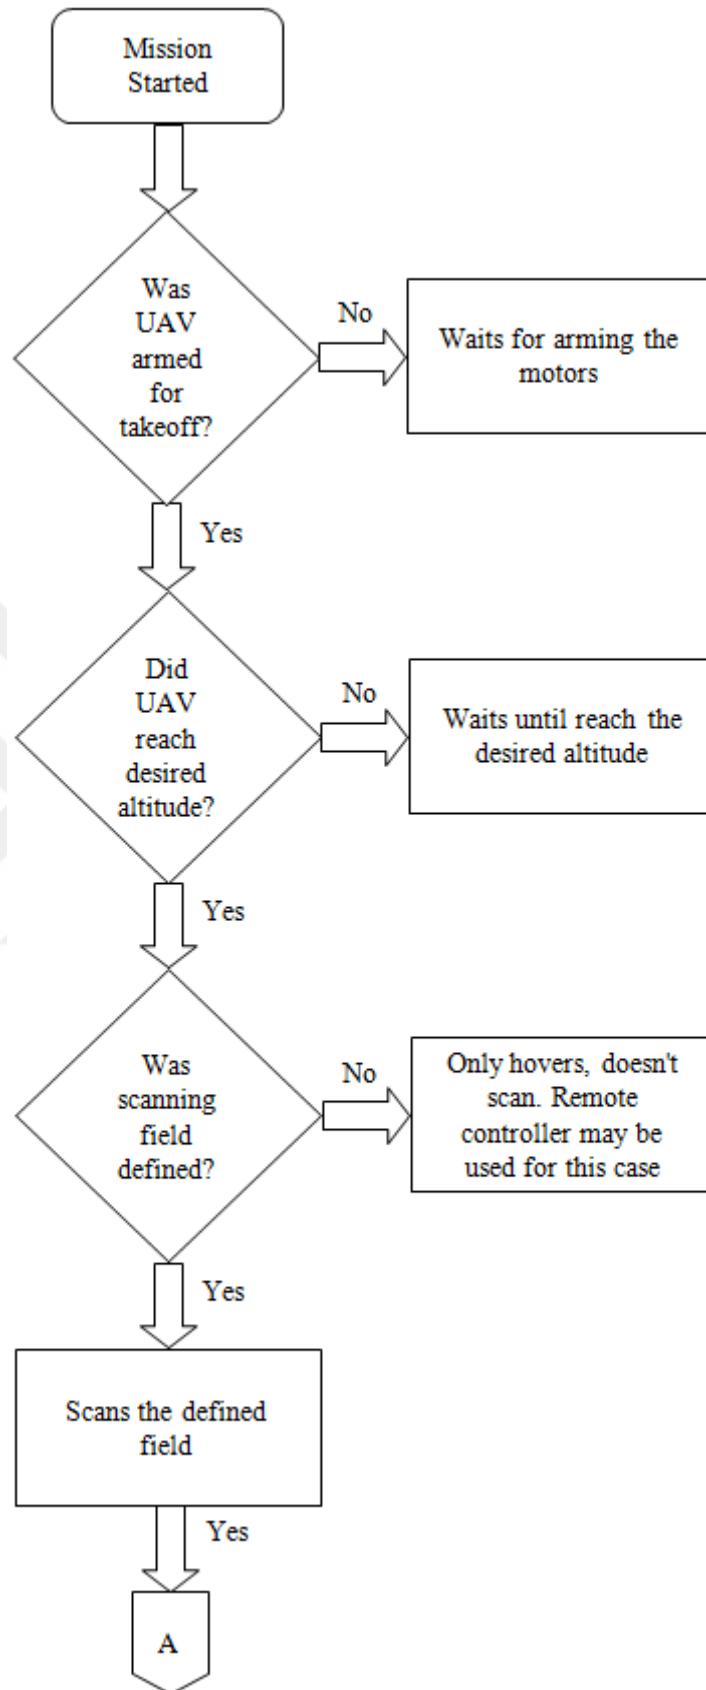 Mission
Started
Was
UAV
armed
for
takeoff?
No
Waits for arming the
motors
Yes
Did
UAV
reach
desired
altitude?
No
Waits until reach the
desired altitude
Yes
Was
scanning
field
defined?
No
Only hovers, doesn't
scan. Remote
controller may be
used for this case
Yes
Scans the defined
field
Yes
A